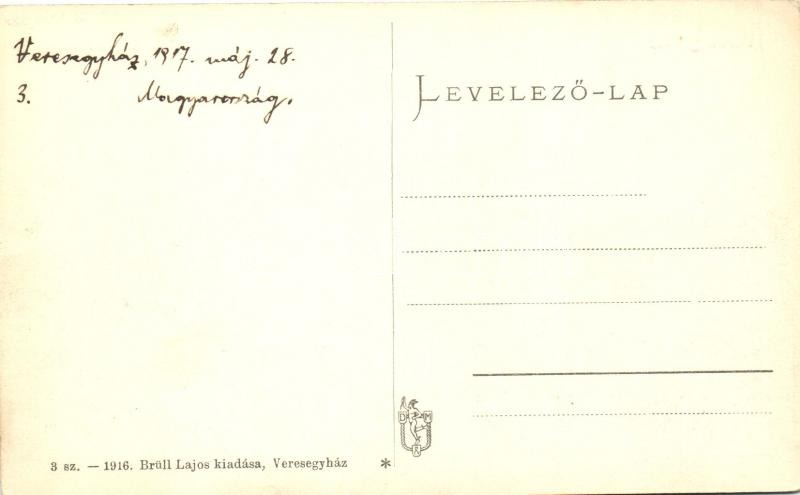 Veresegyház, 1917. máj. 28.
3. Magyarország.
LEVELEZŐ-LAP
D M
K
3 sz. — 1916. Brüll Lajos kiadása, Veresegyház *